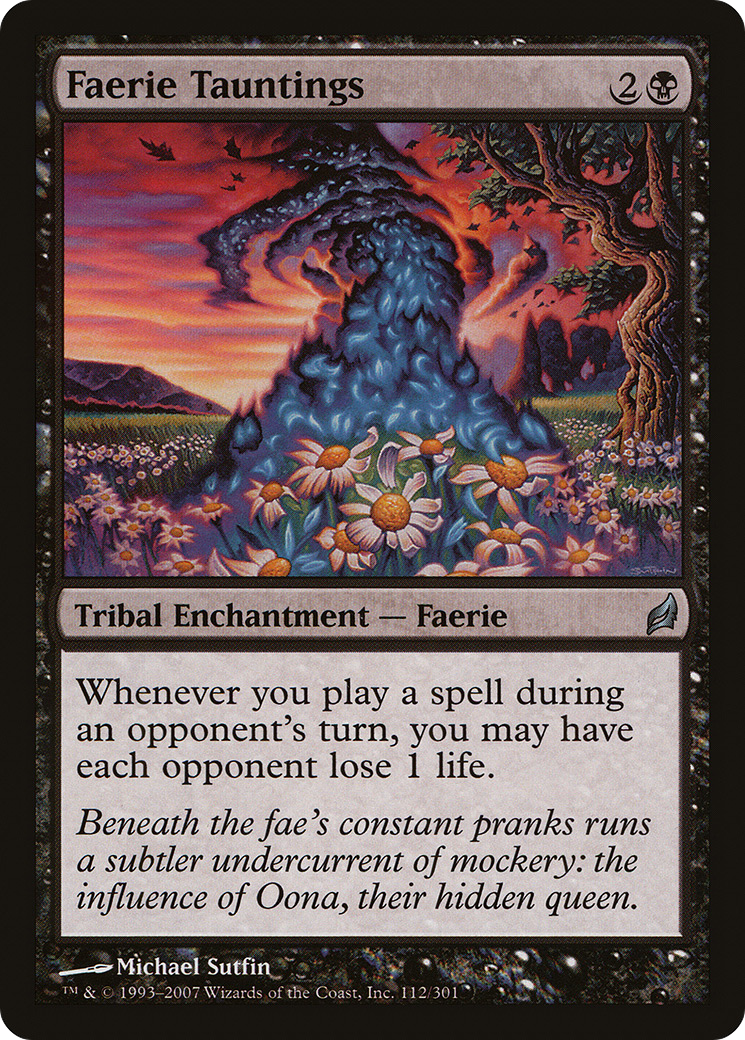 Faerie Tauntings 2
Tribal Enchantment — Faerie
Whenever you play a spell during
an opponent's turn, you may have
each opponent lose 1 life.
Beneath the fae's constant pranks runs
a subtler undercurrent of mockery: the
influence of Oona, their hidden queen.
Michael Sutfin
™ & © 1993–2007 Wizards of the Coast, Inc. 112/301